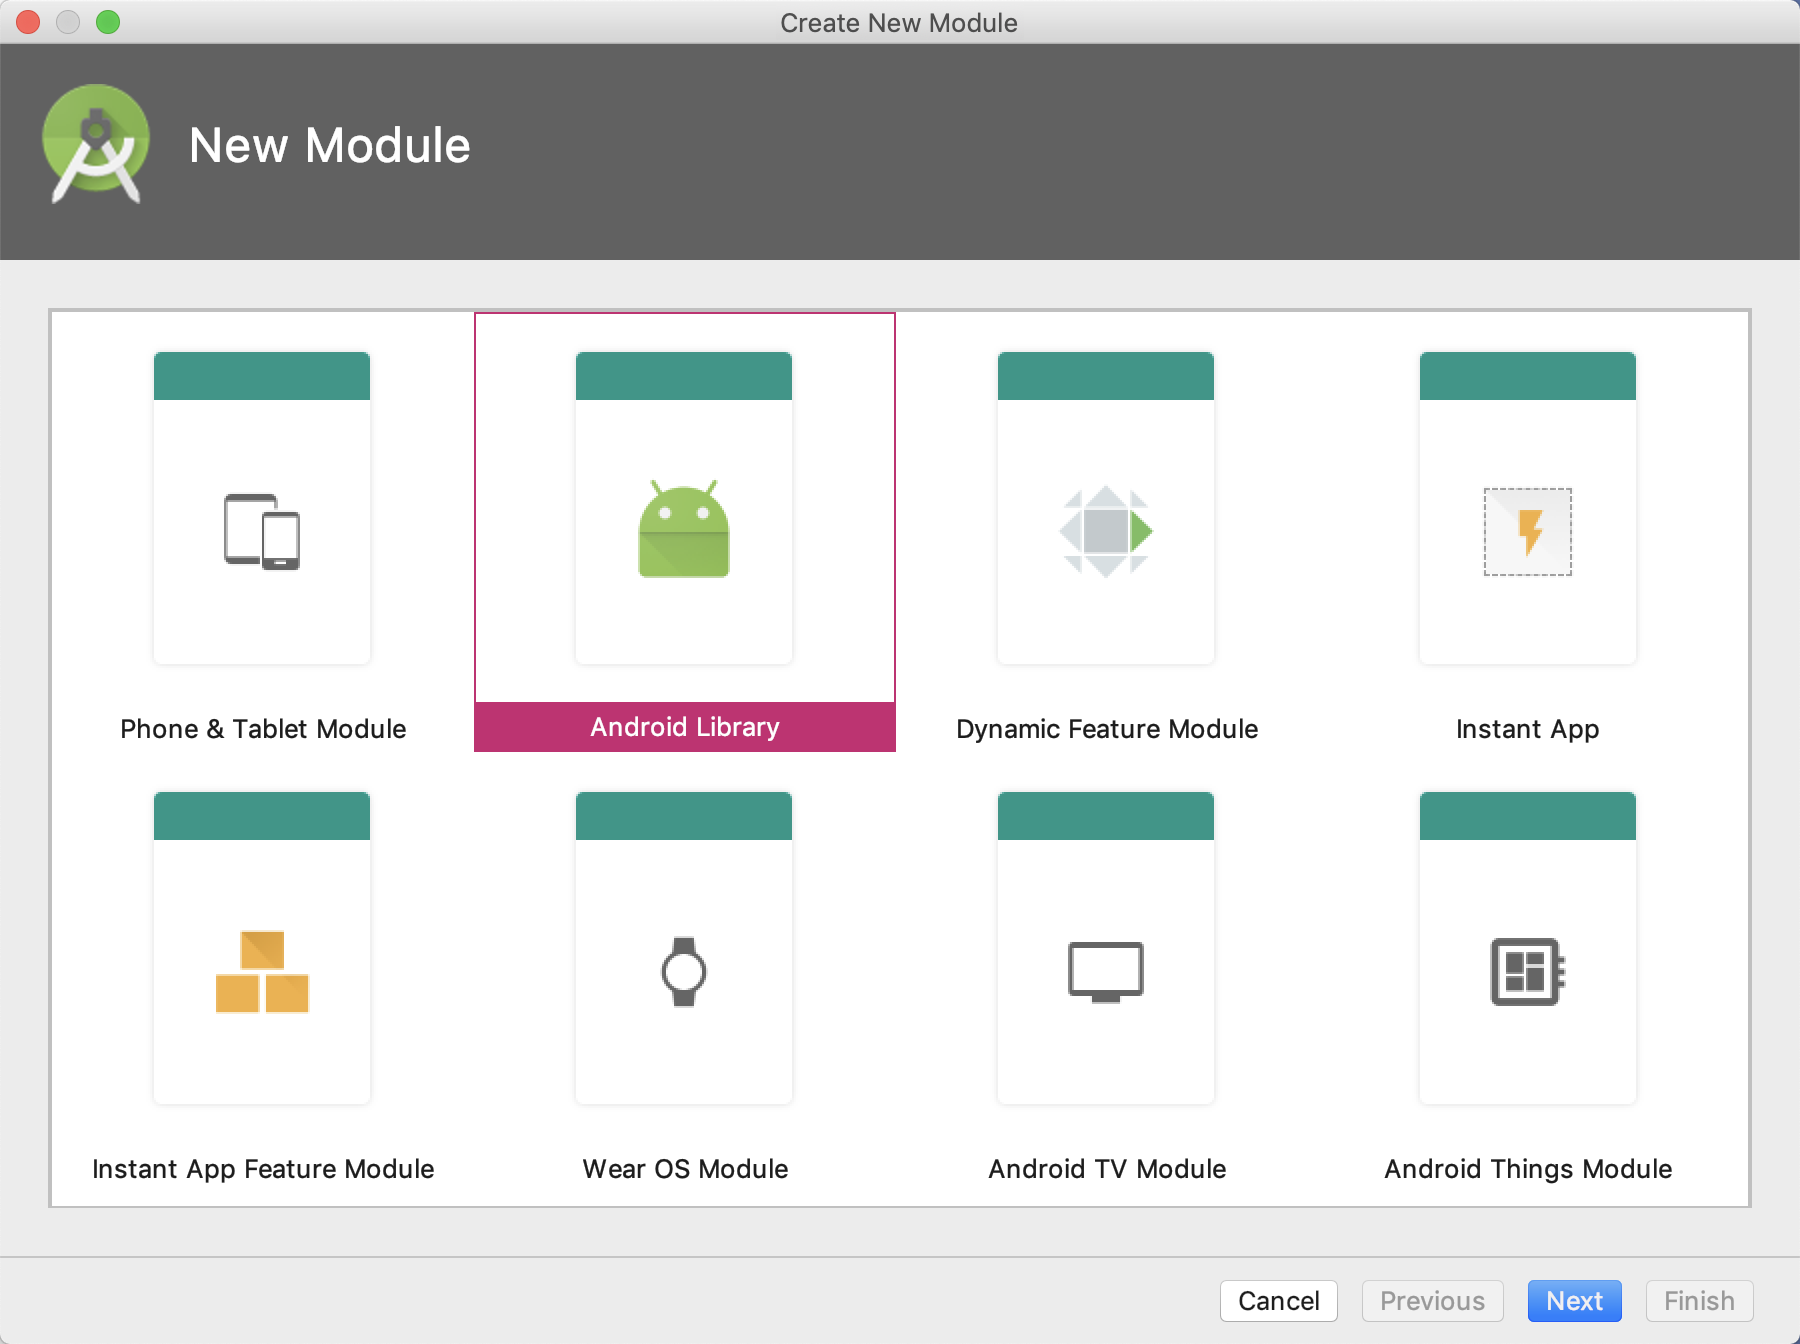 Create New Module
New Module
Phone & Tablet Module
Android Library
Dynamic Feature Module
Instant App
Instant App Feature Module
Wear OS Module
Android TV Module
Android Things Module
Cancel
Previous
Next
Finish